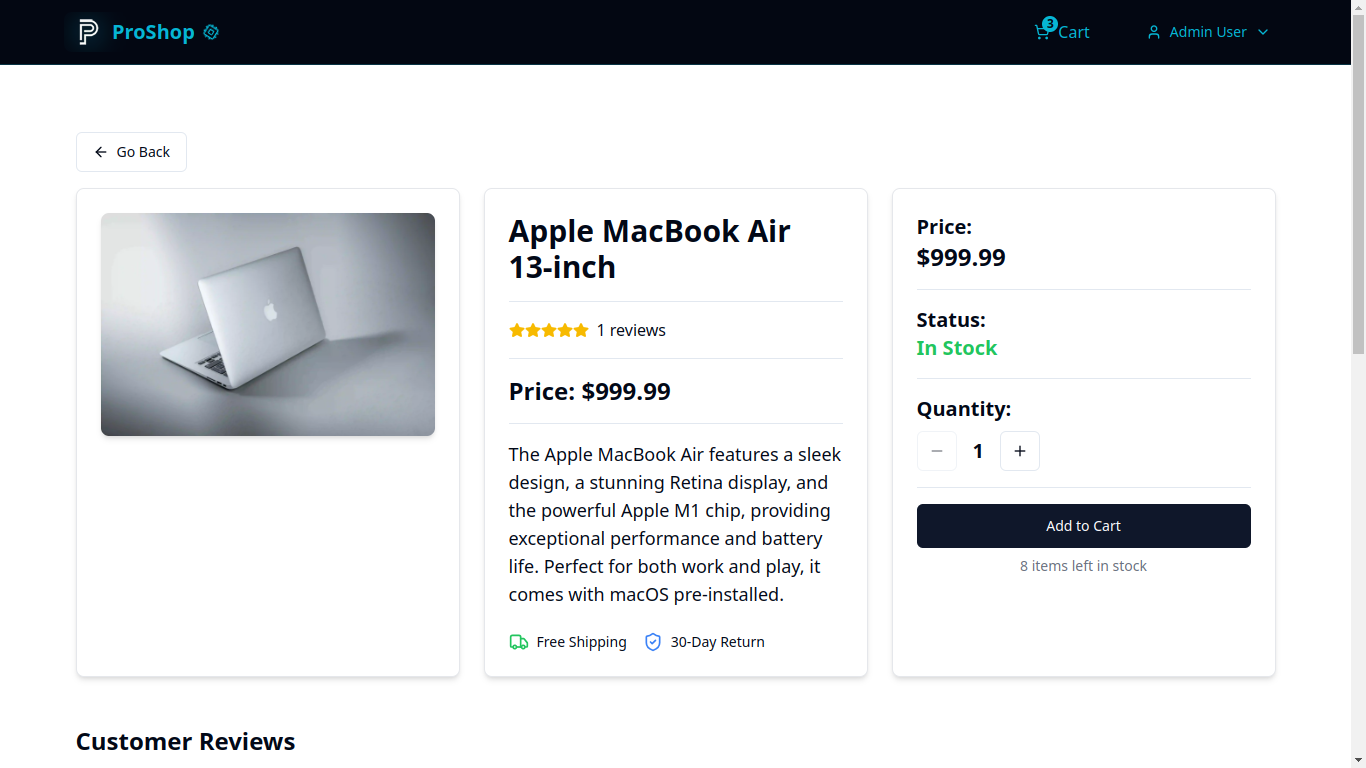 ProShop
3
Cart
Admin User
Go Back
Apple MacBook Air
13-inch
1 reviews
Price: $999.99
The Apple MacBook Air features a sleek
design, a stunning Retina display, and
the powerful Apple M1 chip, providing
exceptional performance and battery
life. Perfect for both work and play, it
comes with macOS pre-installed.
Free Shipping
30-Day Return
Price:
$999.99
Status:
In Stock
Quantity:
1
Add to Cart
8 items left in stock
Customer Reviews